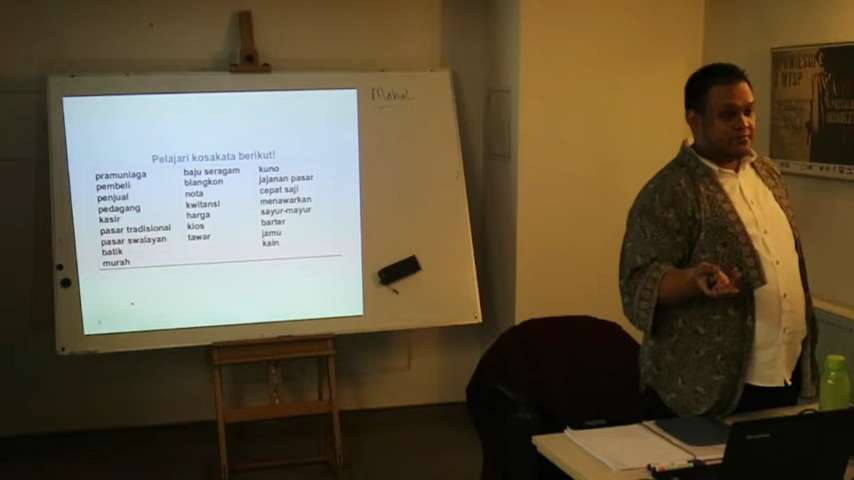 Pelajari kosakata berikut!
pramuniaga
pembeli
penjual
pedagang
kasir
pasar tradisional
pasar swalayan
batik
murah
baju seragam
blangkon
nota
kwitansi
harga
kios
tawar
kuno
jajanan pasar
cepat saji
menawarkan
sayur-mayur
barter
jamu
kain
Mahal